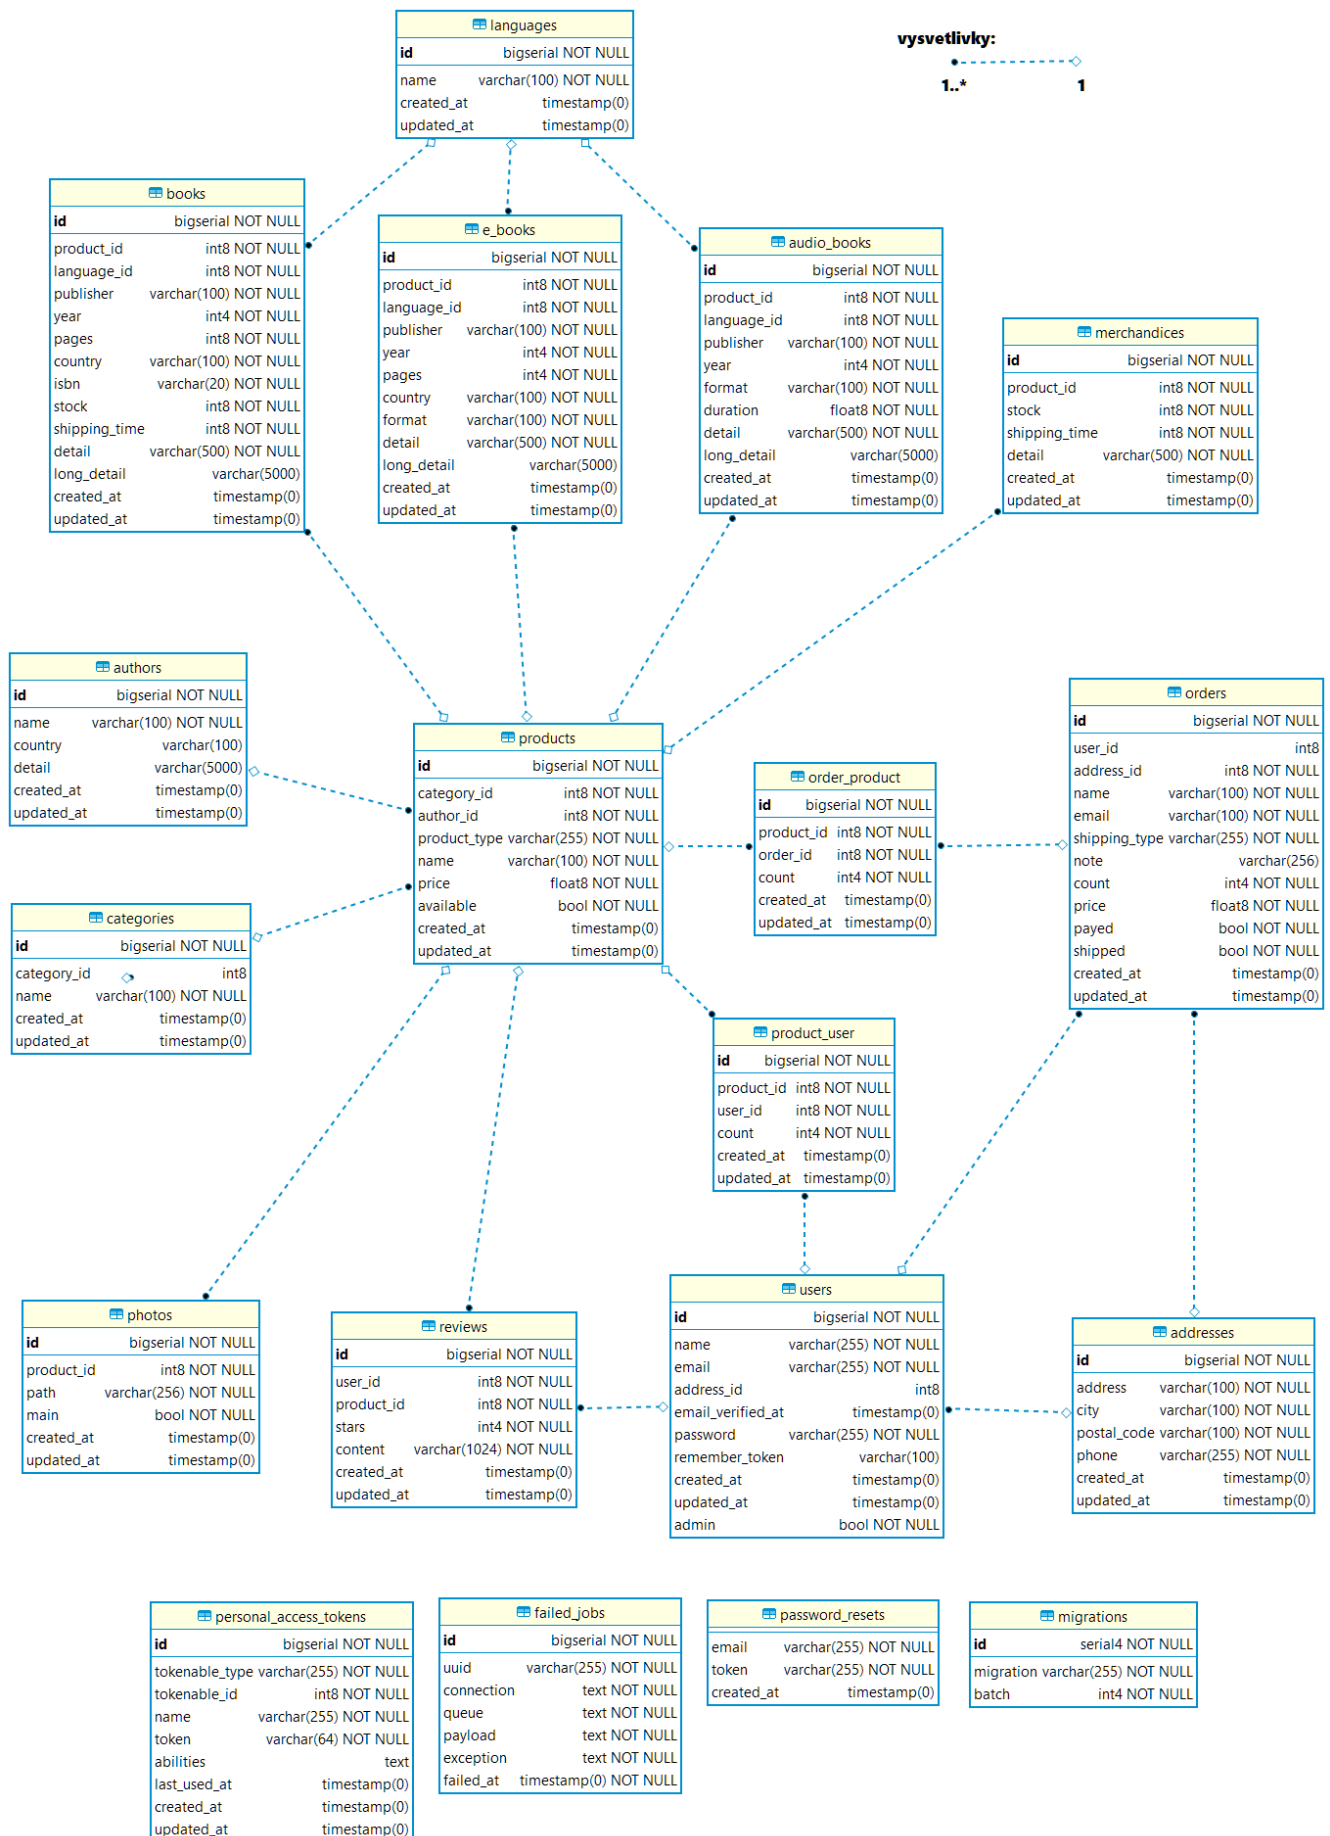 languages
id bigserial NOT NULL
name varchar(100) NOT NULL
created_at timestamp(0)
updated_at timestamp(0)
vysvetlivky:
1..* 1
books
id bigserial NOT NULL
product_id int8 NOT NULL
language_id int8 NOT NULL
publisher varchar(100) NOT NULL
year int4 NOT NULL
pages int8 NOT NULL
country varchar(100) NOT NULL
isbn varchar(20) NOT NULL
stock int8 NOT NULL
shipping_time int8 NOT NULL
detail varchar(500) NOT NULL
long_detail varchar(5000)
created_at timestamp(0)
updated_at timestamp(0)
e_books
id bigserial NOT NULL
product_id int8 NOT NULL
language_id int8 NOT NULL
publisher varchar(100) NOT NULL
year int4 NOT NULL
pages int4 NOT NULL
country varchar(100) NOT NULL
format varchar(100) NOT NULL
detail varchar(500) NOT NULL
long_detail varchar(5000)
created_at timestamp(0)
updated_at timestamp(0)
audio_books
id bigserial NOT NULL
product_id int8 NOT NULL
language_id int8 NOT NULL
publisher varchar(100) NOT NULL
year int4 NOT NULL
format varchar(100) NOT NULL
duration float8 NOT NULL
detail varchar(500) NOT NULL
long_detail varchar(5000)
created_at timestamp(0)
updated_at timestamp(0)
merchandices
id bigserial NOT NULL
product_id int8 NOT NULL
stock int8 NOT NULL
shipping_time int8 NOT NULL
detail varchar(500) NOT NULL
created_at timestamp(0)
updated_at timestamp(0)
authors
id bigserial NOT NULL
name varchar(100) NOT NULL
country varchar(100)
detail varchar(5000)
created_at timestamp(0)
updated_at timestamp(0)
products
id bigserial NOT NULL
category_id int8 NOT NULL
author_id int8 NOT NULL
product_type varchar(255) NOT NULL
name varchar(100) NOT NULL
price float8 NOT NULL
available bool NOT NULL
created_at timestamp(0)
updated_at timestamp(0)
order_product
id bigserial NOT NULL
product_id int8 NOT NULL
order_id int8 NOT NULL
count int4 NOT NULL
created_at timestamp(0)
updated_at timestamp(0)
orders
id bigserial NOT NULL
user_id int8
address_id int8 NOT NULL
name varchar(100) NOT NULL
email varchar(100) NOT NULL
shipping_type varchar(255) NOT NULL
note varchar(256)
count int4 NOT NULL
price float8 NOT NULL
payed bool NOT NULL
shipped bool NOT NULL
created_at timestamp(0)
updated_at timestamp(0)
categories
id bigserial NOT NULL
category_id int8
name varchar(100) NOT NULL
created_at timestamp(0)
updated_at timestamp(0)
product_user
id bigserial NOT NULL
product_id int8 NOT NULL
user_id int8 NOT NULL
count int4 NOT NULL
created_at timestamp(0)
updated_at timestamp(0)
photos
id bigserial NOT NULL
product_id int8 NOT NULL
path varchar(256) NOT NULL
main bool NOT NULL
created_at timestamp(0)
updated_at timestamp(0)
reviews
id bigserial NOT NULL
user_id int8 NOT NULL
product_id int8 NOT NULL
stars int4 NOT NULL
content varchar(1024) NOT NULL
created_at timestamp(0)
updated_at timestamp(0)
users
id bigserial NOT NULL
name varchar(255) NOT NULL
email varchar(255) NOT NULL
address_id int8
email_verified_at timestamp(0)
password varchar(255) NOT NULL
remember_token varchar(100)
created_at timestamp(0)
updated_at timestamp(0)
admin bool NOT NULL
addresses
id bigserial NOT NULL
address varchar(100) NOT NULL
city varchar(100) NOT NULL
postal_code varchar(100) NOT NULL
phone varchar(255) NOT NULL
created_at timestamp(0)
updated_at timestamp(0)
personal_access_tokens
id bigserial NOT NULL
tokenable_type varchar(255) NOT NULL
tokenable_id int8 NOT NULL
name varchar(255) NOT NULL
token varchar(64) NOT NULL
abilities text
last_used_at timestamp(0)
created_at timestamp(0)
updated_at timestamp(0)
failed_jobs
id bigserial NOT NULL
uuid varchar(255) NOT NULL
connection text NOT NULL
queue text NOT NULL
payload text NOT NULL
exception text NOT NULL
failed_at timestamp(0) NOT NULL
password_resets
email varchar(255) NOT NULL
token varchar(255) NOT NULL
created_at timestamp(0)
migrations
id serial4 NOT NULL
migration varchar(255) NOT NULL
batch int4 NOT NULL